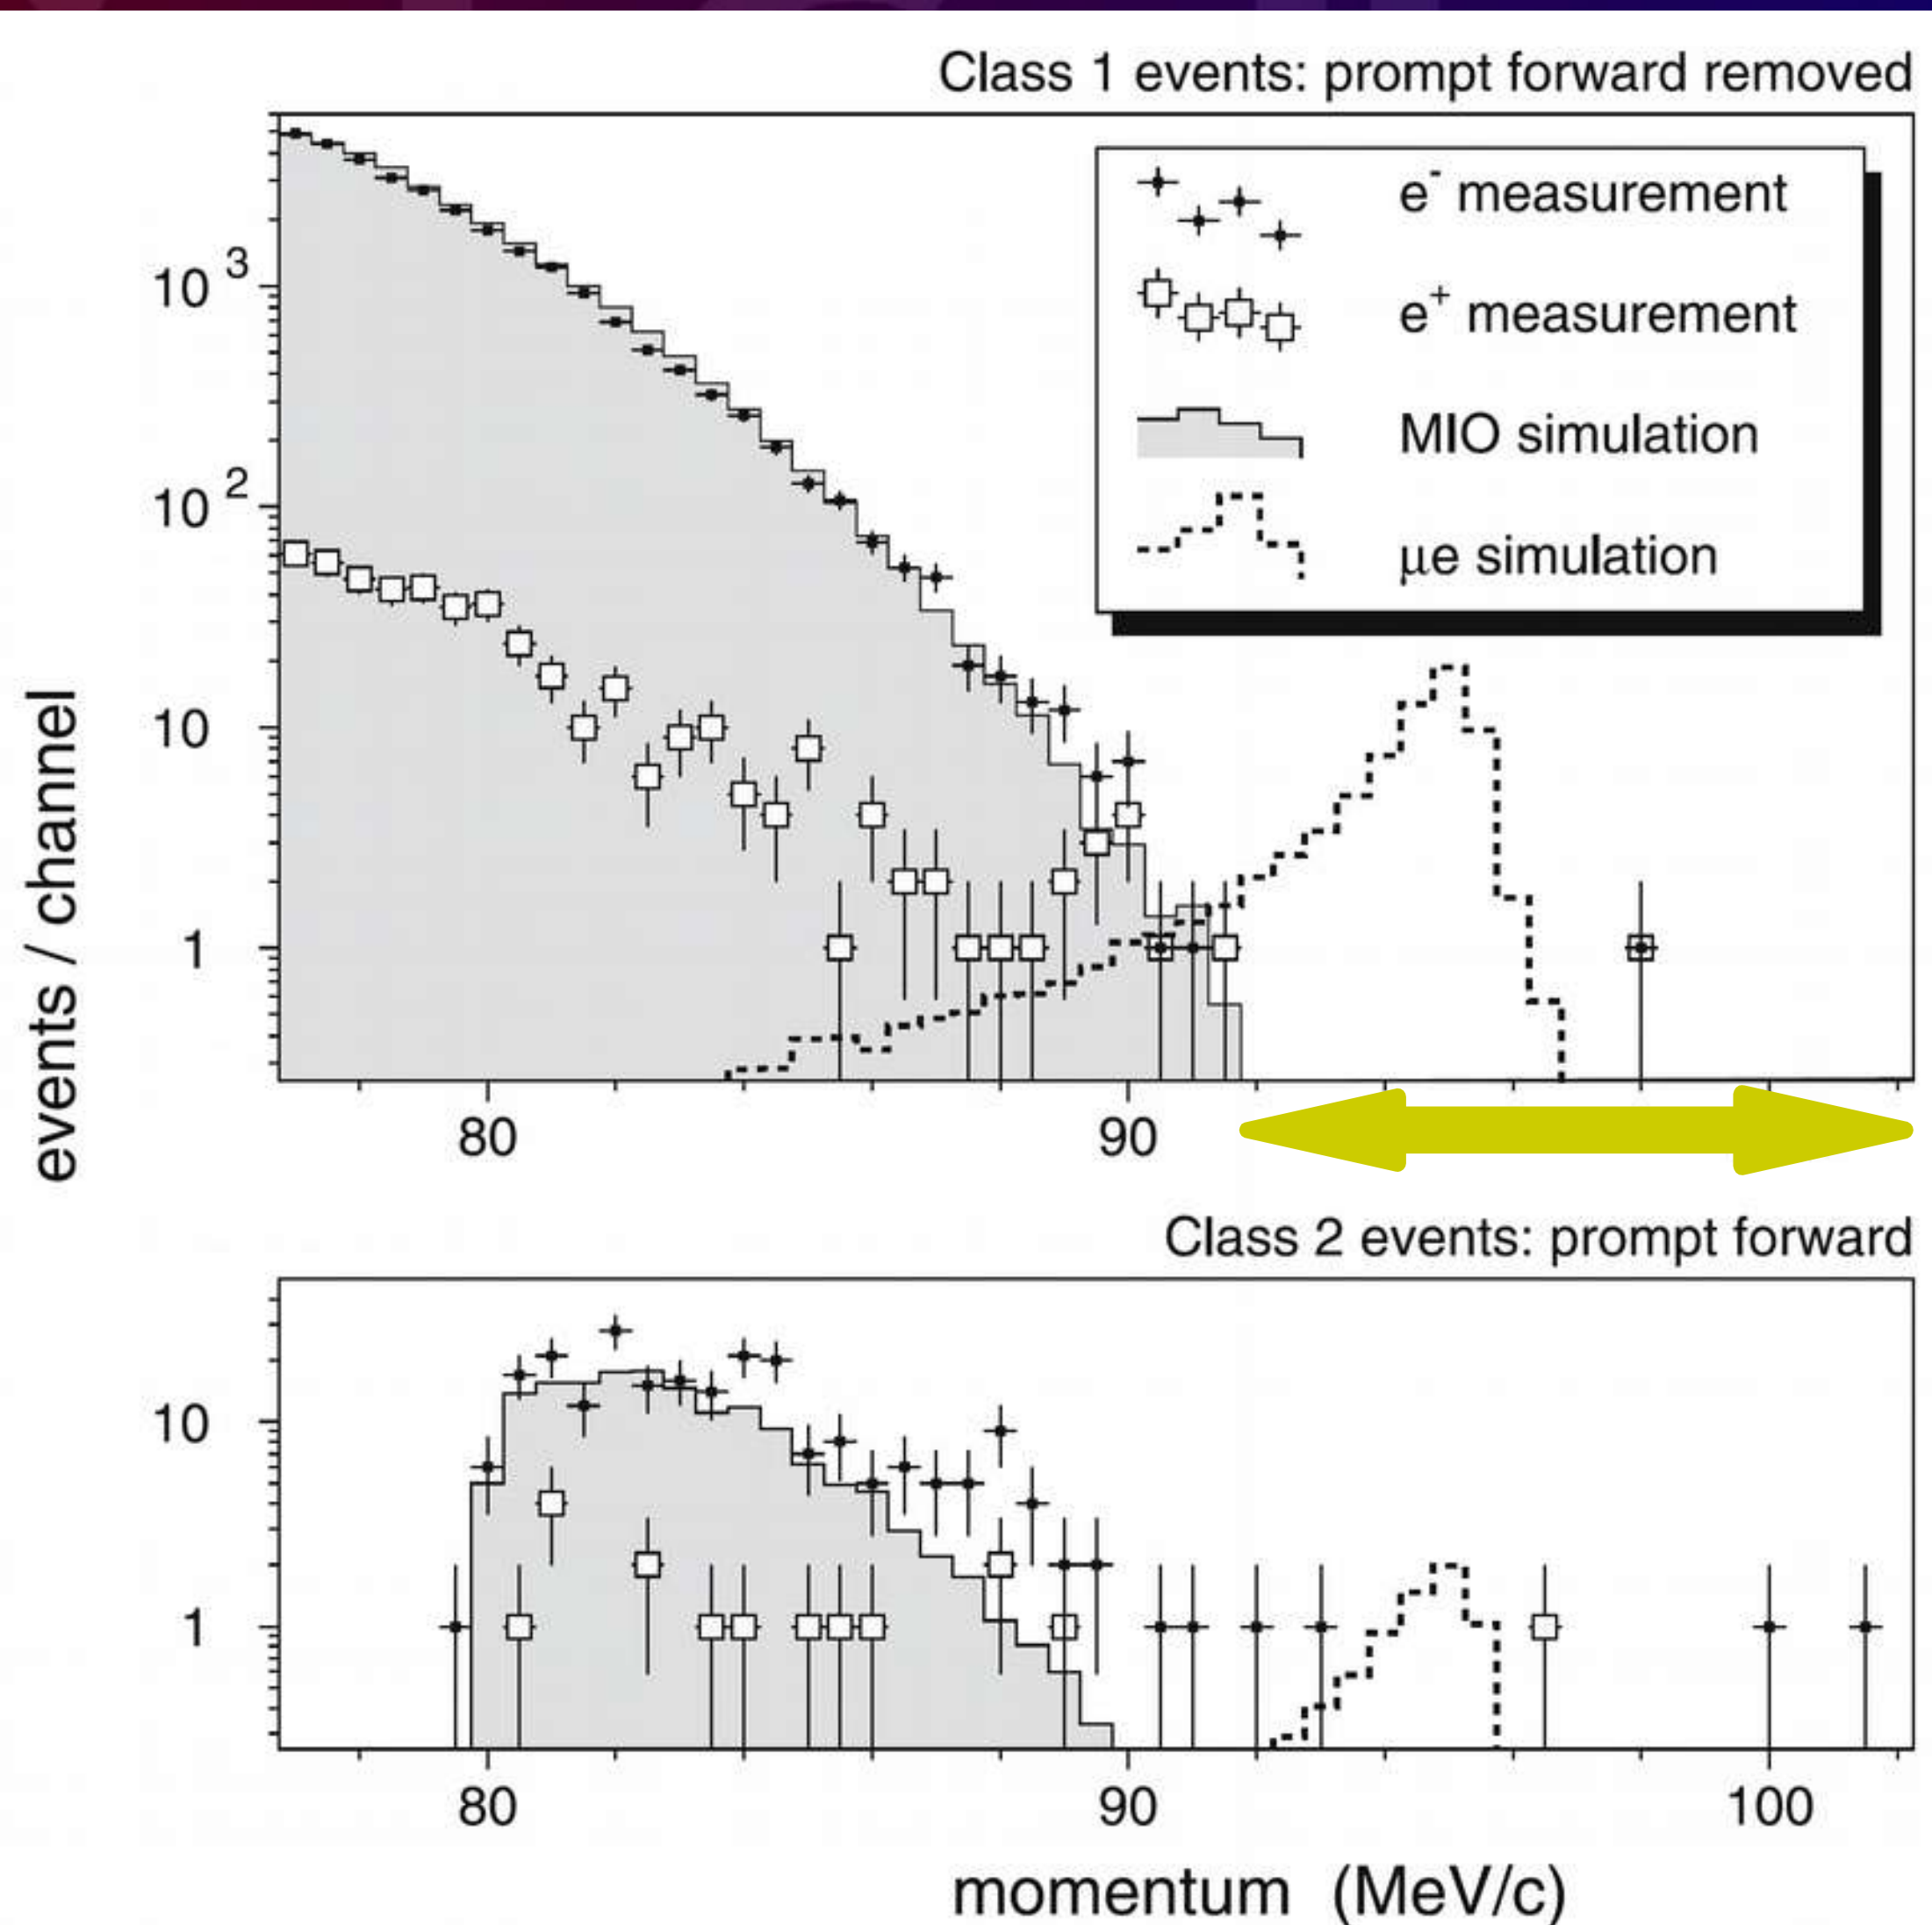 Class 1 events: prompt forward removed
e⁻ measurement
e⁺ measurement
MIO simulation
μe simulation
10³
10²
10
1
events / channel
80 90
Class 2 events: prompt forward
10
1
80 90 100
momentum (MeV/c)